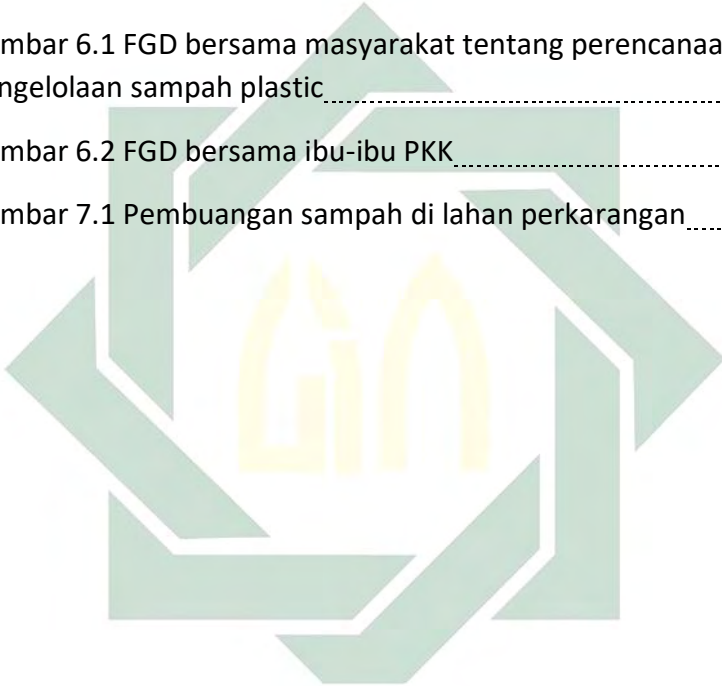 mbar 6.1 FGD bersama masyarakat tentang perencanaa
ngelolaan sampah plastic
mbar 6.2 FGD bersama ibu-ibu PKK
mbar 7.1 Pembuangan sampah di lahan perkarangan